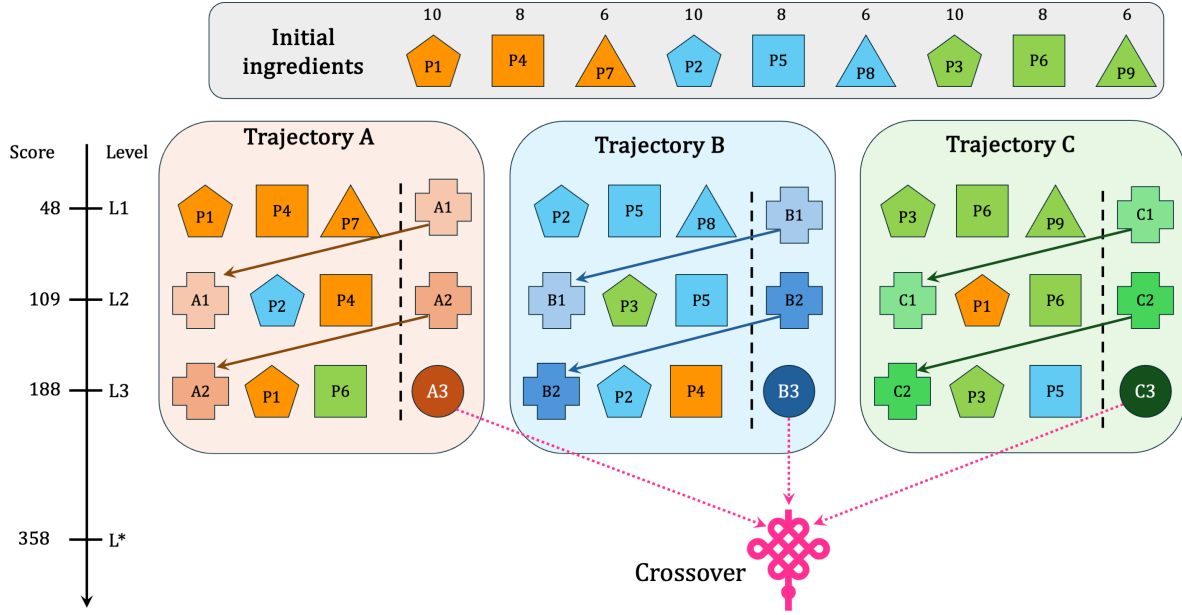 10 8 6 10 8 6 10 8 6
Initial
ingredients
P1 P4 P7 P2 P5 P8 P3 P6 P9
Score Level
Trajectory A
Trajectory B
Trajectory C
48 L1
P1 P4 P7 A1
P2 P5 P8 B1
P3 P6 P9 C1
109 L2
A1 P2 P4 A2
B1 P3 P5 B2
C1 P1 P6 C2
188 L3
A2 P1 P6 A3
B2 P2 P4 B3
C2 P3 P5 C3
358 L*
Crossover